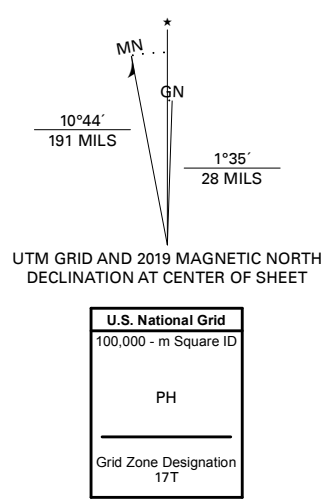 ★
MN
GN
10°44´
191 MILS
1°35´
28 MILS
UTM GRID AND 2019 MAGNETIC NORTH
DECLINATION AT CENTER OF SHEET
U.S. National Grid
100,000 - m Square ID
PH
Grid Zone Designation
17T